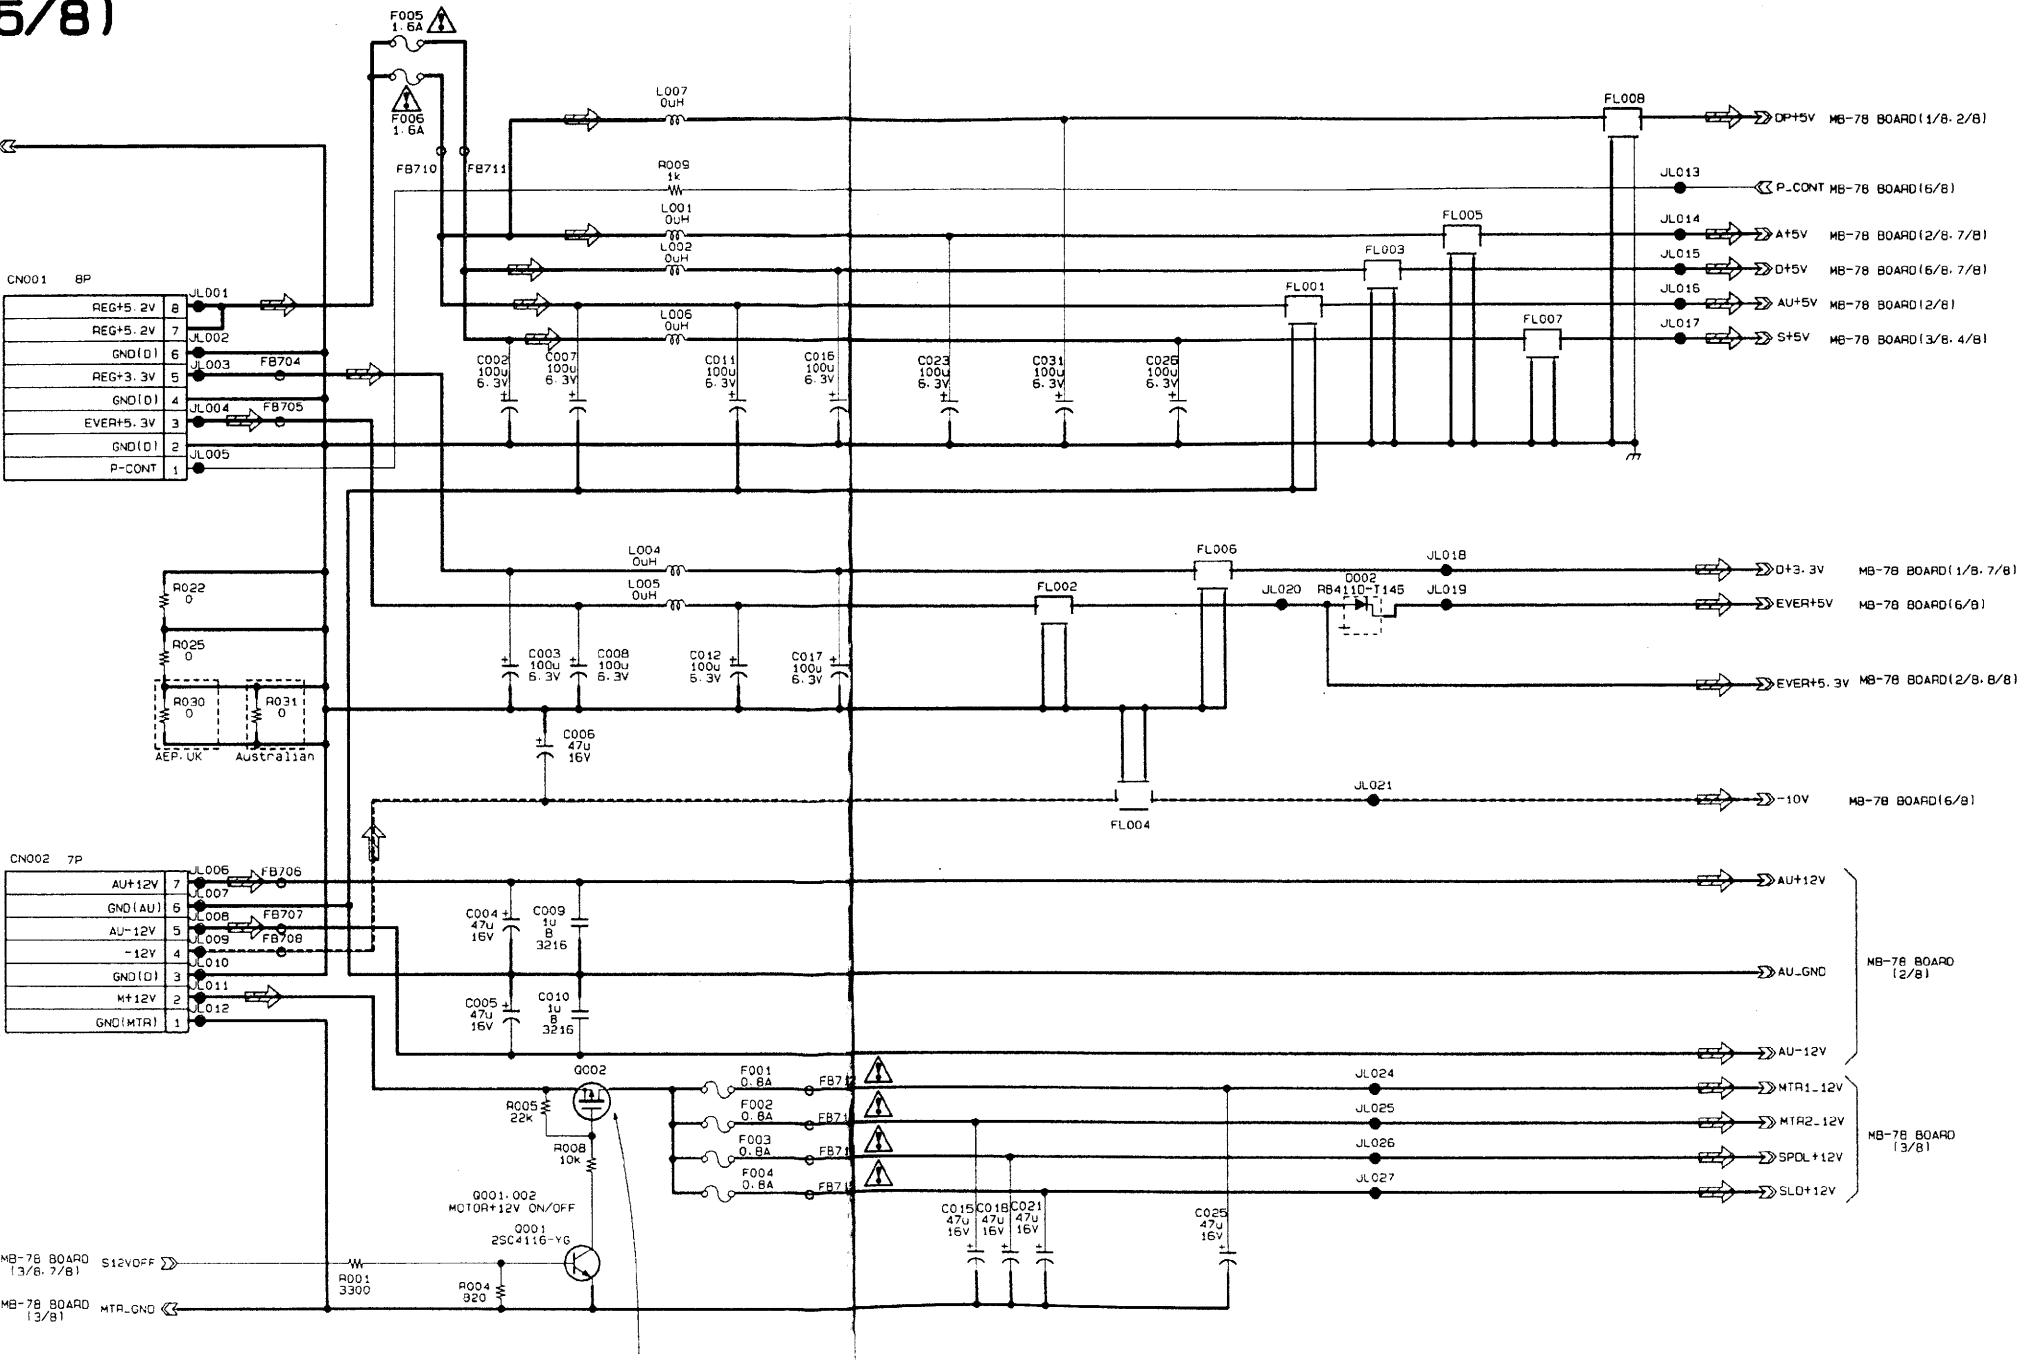 5/8)
F005
1.6A
F006
1.6A
FB710
FB711
L007
0uH
R009
1k
L001
0uH
L002
0uH
L006
0uH
FL008
DP+5V MB-78 BOARD(1/8.2/8)
JL013
P_CONT MB-78 BOARD(6/8)
FL005
JL014
A+5V MB-78 BOARD(2/8.7/8)
FL003
JL015
D+5V MB-78 BOARD(6/8.7/8)
FL001
JL016
AU+5V MB-78 BOARD(2/8)
FL007
JL017
S+5V MB-78 BOARD(3/8.4/8)
CN001 8P
REG+5.2V 8 JL001
REG+5.2V 7
JL002
GND(D) 6
JL003
REG+3.3V 5 FB704
GND(D) 4
JL004
EVER+5.3V 3 FB705
GND(D) 2
JL005
P-CONT 1
C002
100u
6.3V
C007
100u
6.3V
C011
100u
6.3V
C016
100u
6.3V
C023
100u
6.3V
C031
100u
6.3V
C026
100u
6.3V
R022
0
R025
0
R030
0
R031
0
AEP.UK
Australian
L004
0uH
L005
0uH
FL006
FL002
JL018
D+3.3V MB-78 BOARD(1/8.7/8)
JL020
D002
RB411D-T146
JL019
EVER+5V MB-78 BOARD(6/8)
EVER+5.3V MB-78 BOARD(2/8.8/8)
C003
100u
6.3V
C008
100u
6.3V
C012
100u
6.3V
C017
100u
6.3V
C006
47u
16V
FL004
JL021
-10V MB-78 BOARD(6/8)
CN002 7P
AU+12V 7 JL006 FB706
JL007
GND(AU) 6
JL008
AU-12V 5 FB707
JL009
-12V 4 FB708
JL010
GND(D) 3
JL011
M+12V 2
JL012
GND(MTR) 1
C004
47u
16V
C009
1u
B
3216
C005
47u
16V
C010
1u
B
3216
AU+12V
AU_GND
AU-12V
MB-78 BOARD
(2/8)
Q002
R005
22k
R008
10k
F001
0.8A
F002
0.8A
F003
0.8A
F004
0.8A
JL024
MTR1_12V
JL025
MTR2_12V
JL026
SPDL+12V
JL027
SLD+12V
MB-78 BOARD
(3/8)
C015
47u
16V
C018
47u
16V
C021
47u
16V
C025
47u
16V
Q001.002
MOTOR+12V ON/OFF
Q001
2SC4116-YG
MB-78 BOARD
(3/8.7/8)
S12VOFF
R001
3300
R004
820
MB-78 BOARD
(3/8)
MTR_GND